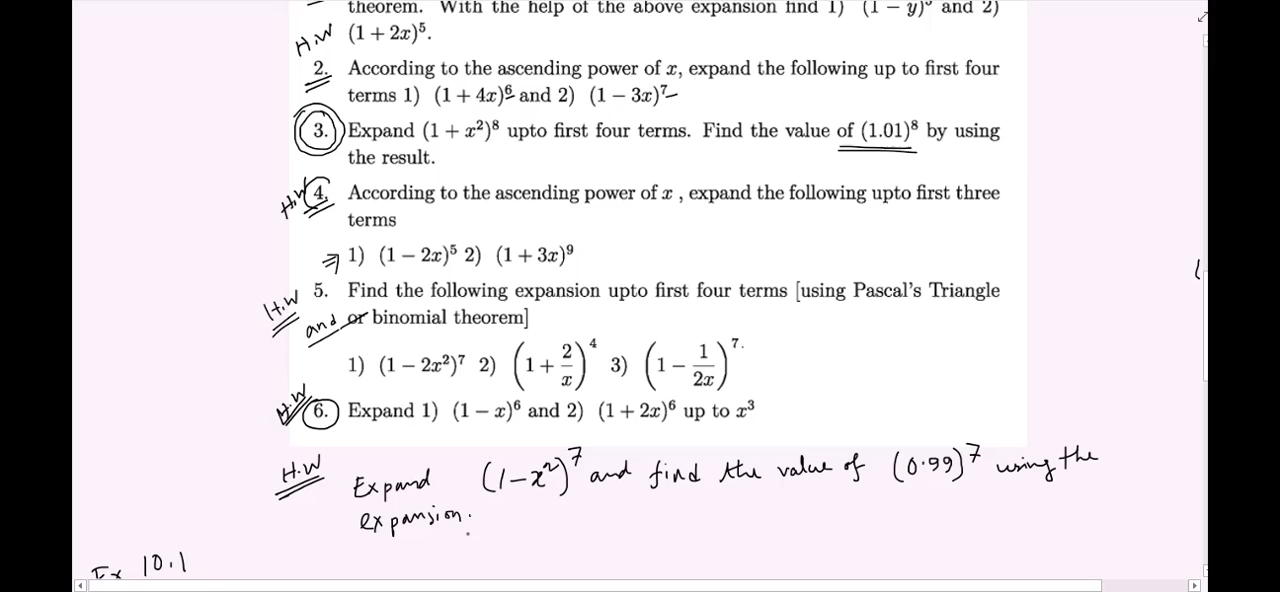 theorem. With the help of the above expansion find 1) (1 − y)⁶ and 2)
H.W (1 + 2x)⁵.
2. According to the ascending power of x, expand the following up to first four
terms 1) (1 + 4x)⁶ and 2) (1 − 3x)⁷
3. Expand (1 + x²)⁸ upto first four terms. Find the value of (1.01)⁸ by using
the result.
H.W 4. According to the ascending power of x , expand the following upto first three
terms
⇒ 1) (1 − 2x)⁵ 2) (1 + 3x)⁹
H.W 5. Find the following expansion upto first four terms [using Pascal's Triangle
and or binomial theorem]
1) (1 − 2x²)⁷ 2) (1 + 2/x)⁴ 3) (1 − 1/2x)⁷.
H.W 6. Expand 1) (1 − x)⁶ and 2) (1 + 2x)⁶ up to x³
H.W Expand (1-x²)⁷ and find the value of (0.99)⁷ using the
expansion.
Ex 10.1